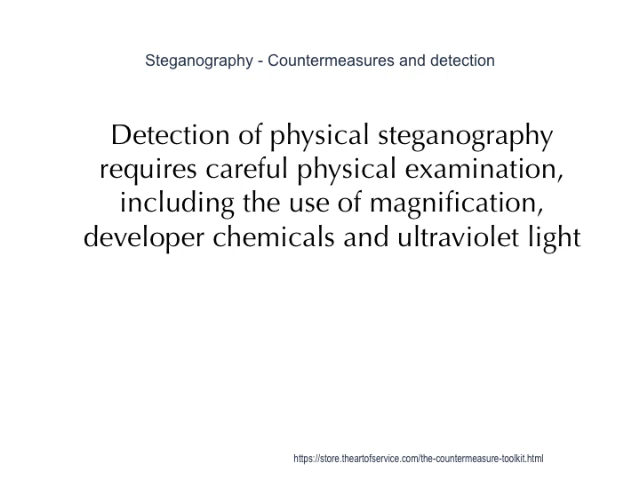 Steganography - Countermeasures and detection
Detection of physical steganography
requires careful physical examination,
including the use of magnification,
developer chemicals and ultraviolet light
https://store.theartofservice.com/the-countermeasure-toolkit.html